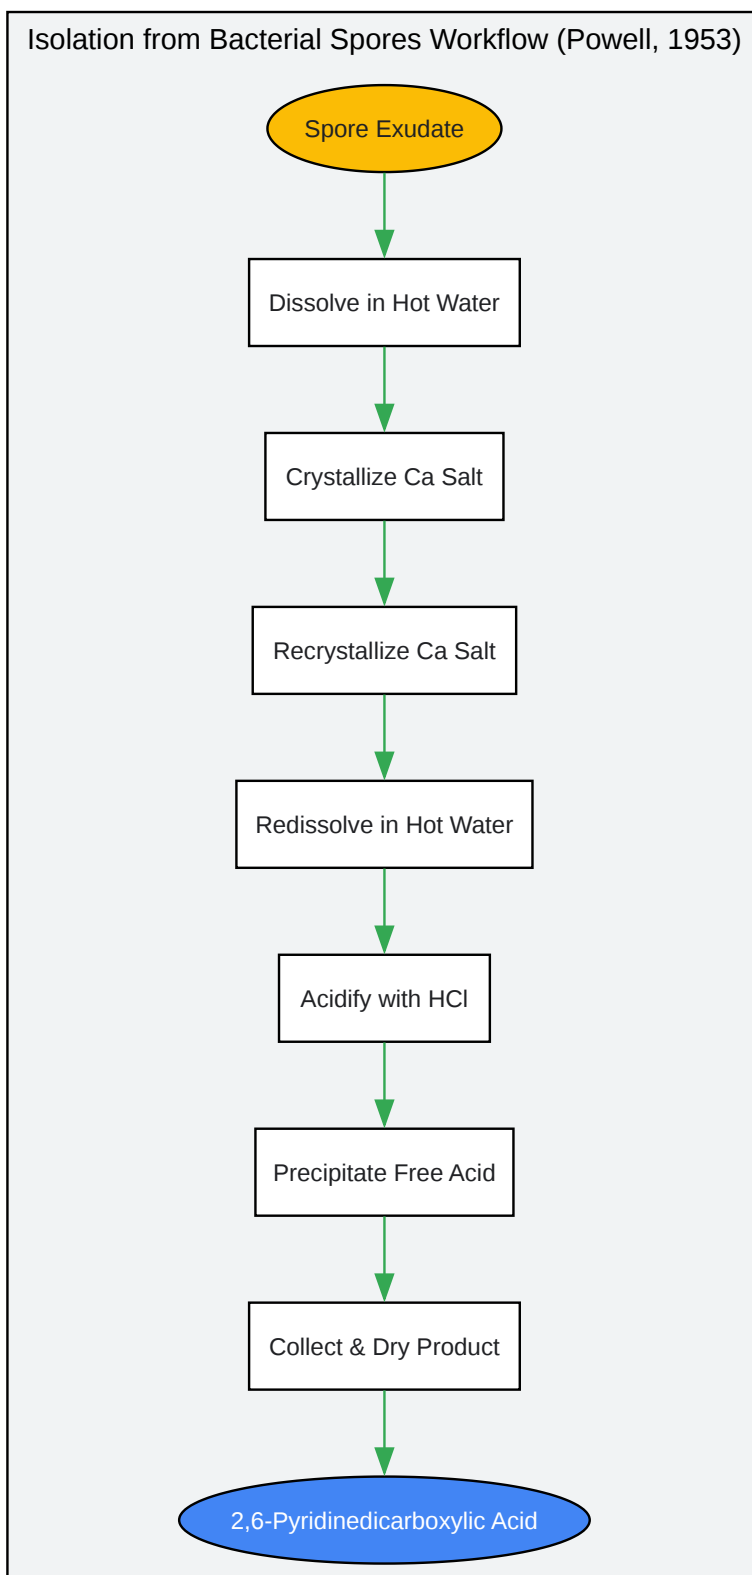 Isolation from Bacterial Spores Workflow (Powell, 1953)
Spore Exudate
Dissolve in Hot Water
Crystallize Ca Salt
Recrystallize Ca Salt
Redissolve in Hot Water
Acidify with HCl
Precipitate Free Acid
Collect & Dry Product
2,6-Pyridinedicarboxylic Acid